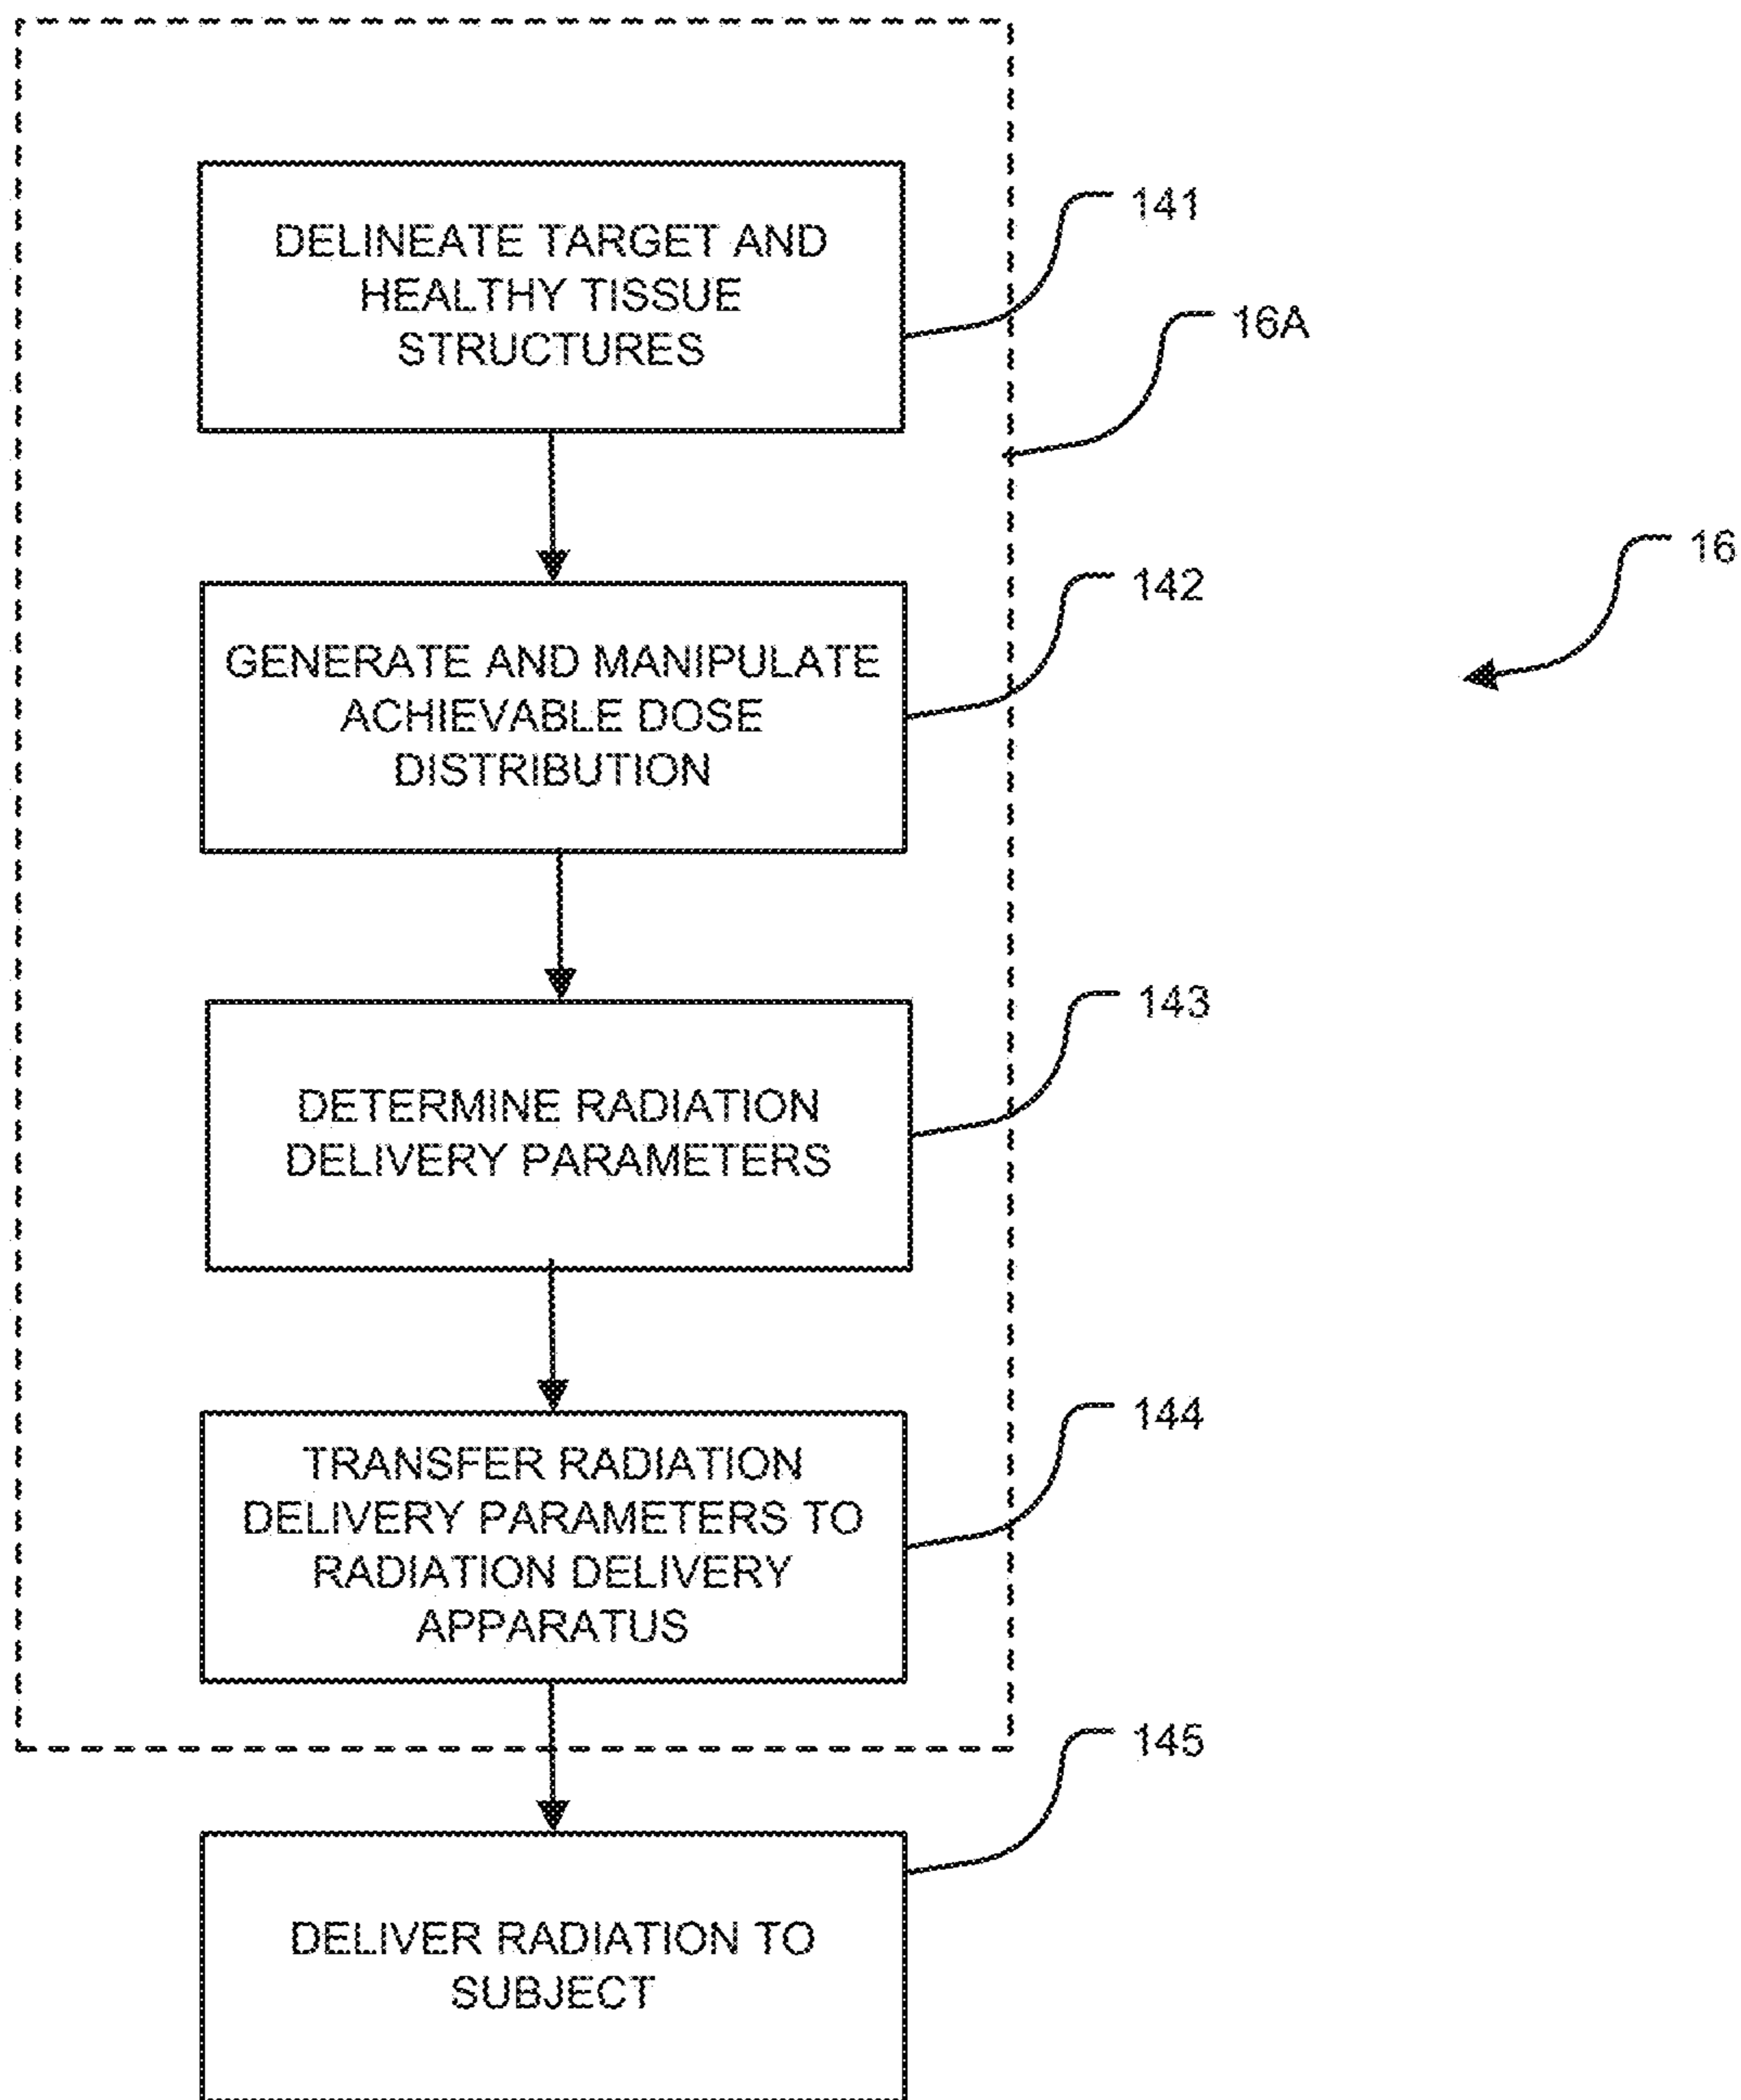 DELINEATE TARGET AND
HEALTHY TISSUE
STRUCTURES
141
16A
16
GENERATE AND MANIPULATE
ACHIEVABLE DOSE
DISTRIBUTION
142
DETERMINE RADIATION
DELIVERY PARAMETERS
143
TRANSFER RADIATION
DELIVERY PARAMETERS TO
RADIATION DELIVERY
APPARATUS
144
DELIVER RADIATION TO
SUBJECT
145